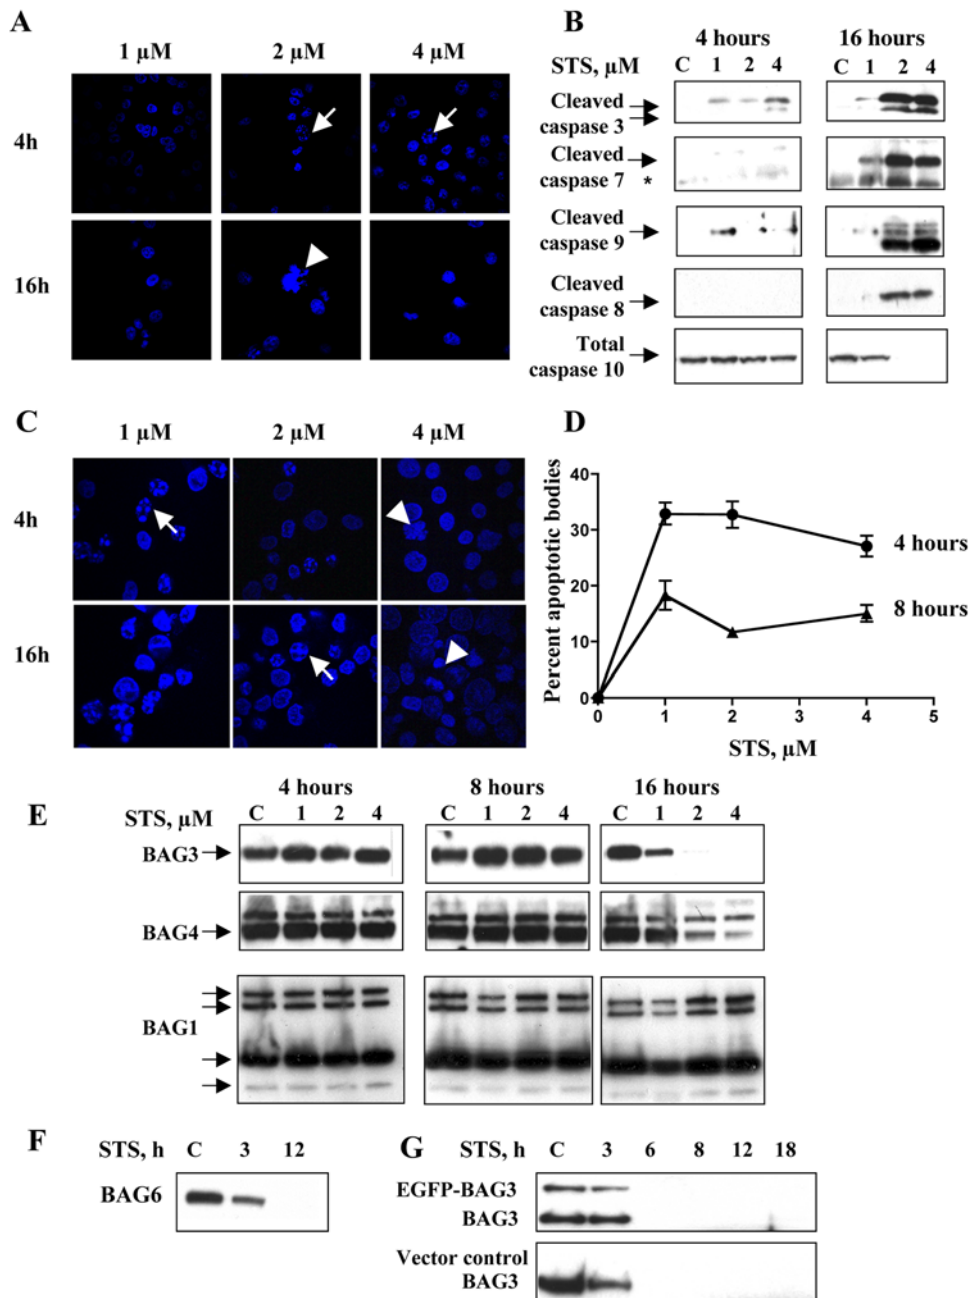 A
1 µM 2 µM 4 µM
4h
16h
B
4 hours 16 hours
STS, µM C 1 2 4 C 1 2 4
Cleaved
caspase 3
Cleaved
caspase 7 *
Cleaved
caspase 9
Cleaved
caspase 8
Total
caspase 10
C
1 µM 2 µM 4 µM
4h
16h
D
Percent apoptotic bodies
40
30
20
10
0
0 1 2 3 4 5
STS, µM
4 hours
8 hours
E
4 hours 8 hours 16 hours
STS, µM C 1 2 4 C 1 2 4 C 1 2 4
BAG3
BAG4
BAG1
F
STS, h C 3 12
BAG6
G
STS, h C 3 6 8 12 18
EGFP-BAG3
BAG3
Vector control
BAG3